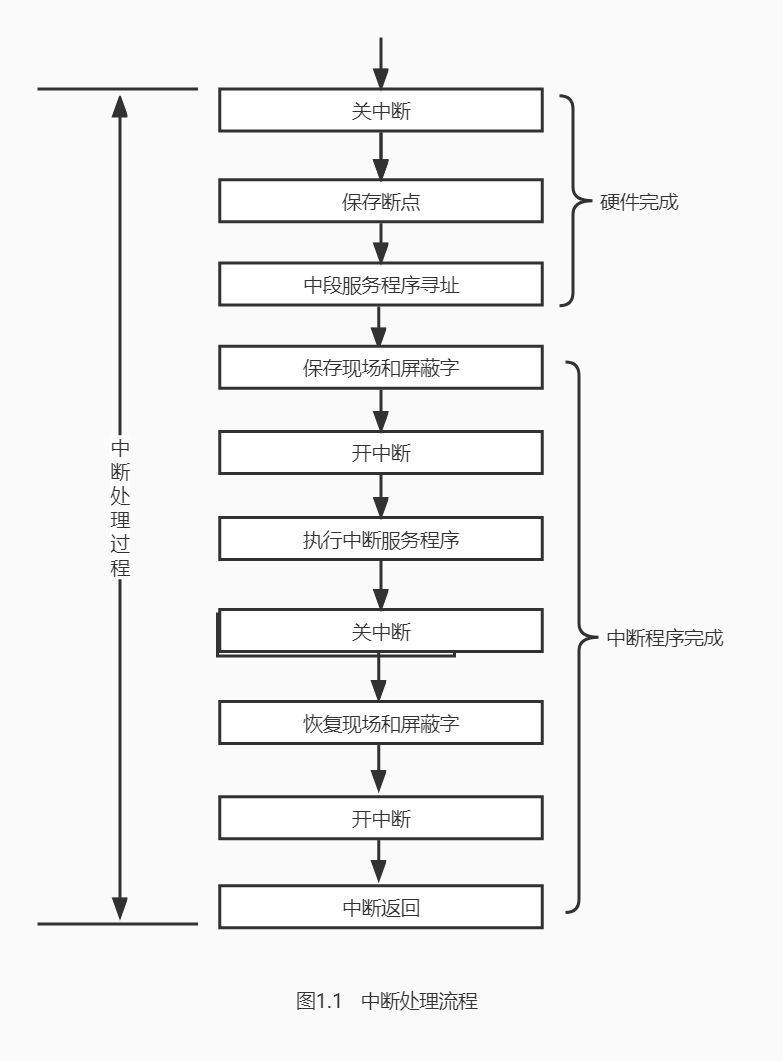 关中断
保存断点
硬件完成
中段服务程序寻址
保存现场和屏蔽字
开中断
中断处理过程
执行中断服务程序
关中断
中断程序完成
恢复现场和屏蔽字
开中断
中断返回
图1.1 中断处理流程